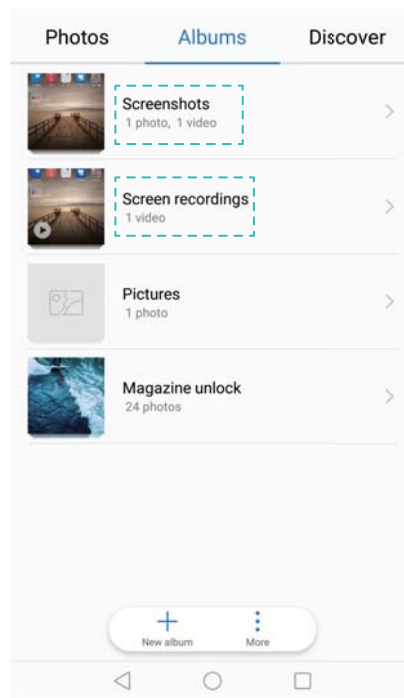 Photos Albums Discover
Screenshots
1 photo, 1 video
Screen recordings
1 video
Pictures
1 photo
Magazine unlock
24 photos
New album More